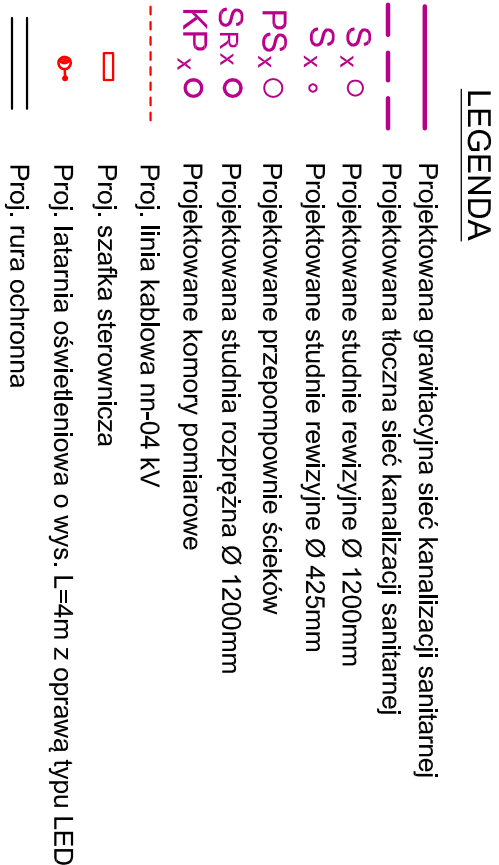 LEGENDA
Projektowana grawitacyjna sieć kanalizacji sanitarnej
Projektowana tłoczna sieć kanalizacji sanitarnej
Sx Projektowane studnie rewizyjne Ø 1200mm
Sx Projektowane studnie rewizyjne Ø 425mm
PSx Projektowane przepompownie ścieków
SRx Projektowana studnia rozprężna Ø 1200mm
KPx Projektowane komory pomiarowe
Proj. linia kablowa nn-04 kV
Proj. szafka sterownicza
Proj. latarnia oświetleniowa o wys. L=4m z oprawą typu LED
Proj. rura ochronna